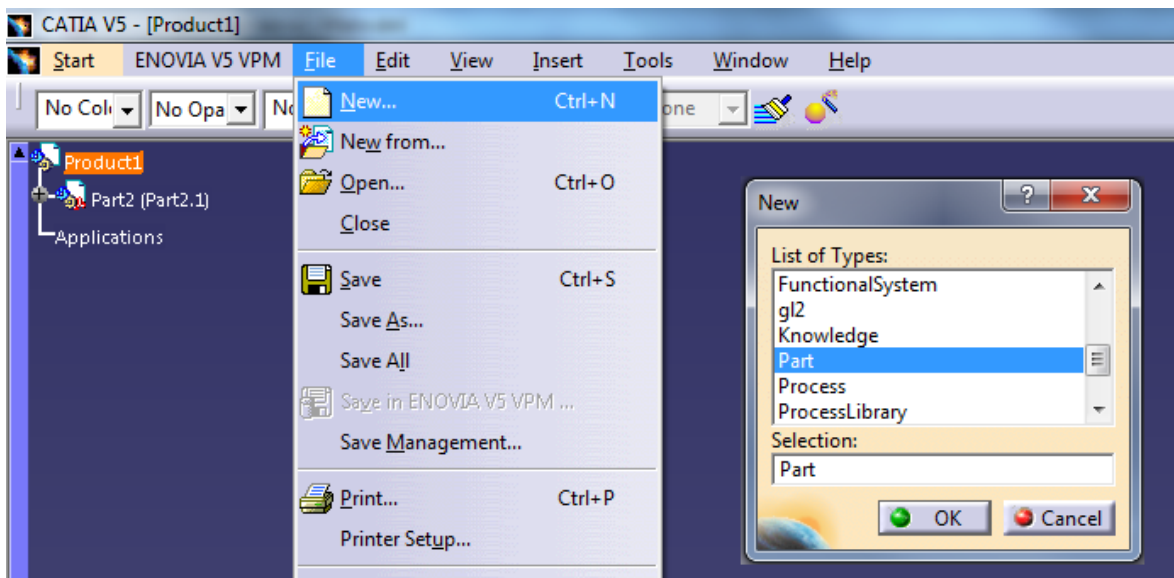 CATIA V5 - [Product1]
Start ENOVIA V5 VPM File Edit View Insert Tools Window Help
No Colo No Opa No one
Product1
Part2 (Part2.1)
Applications
New... Ctrl+N
New from...
Open... Ctrl+O
Close
Save Ctrl+S
Save As...
Save All
Save in ENOVIA V5 VPM ...
Save Management...
Print... Ctrl+P
Printer Setup...
New
List of Types:
FunctionalSystem
gl2
Knowledge
Part
Process
ProcessLibrary
Selection:
Part
OK Cancel